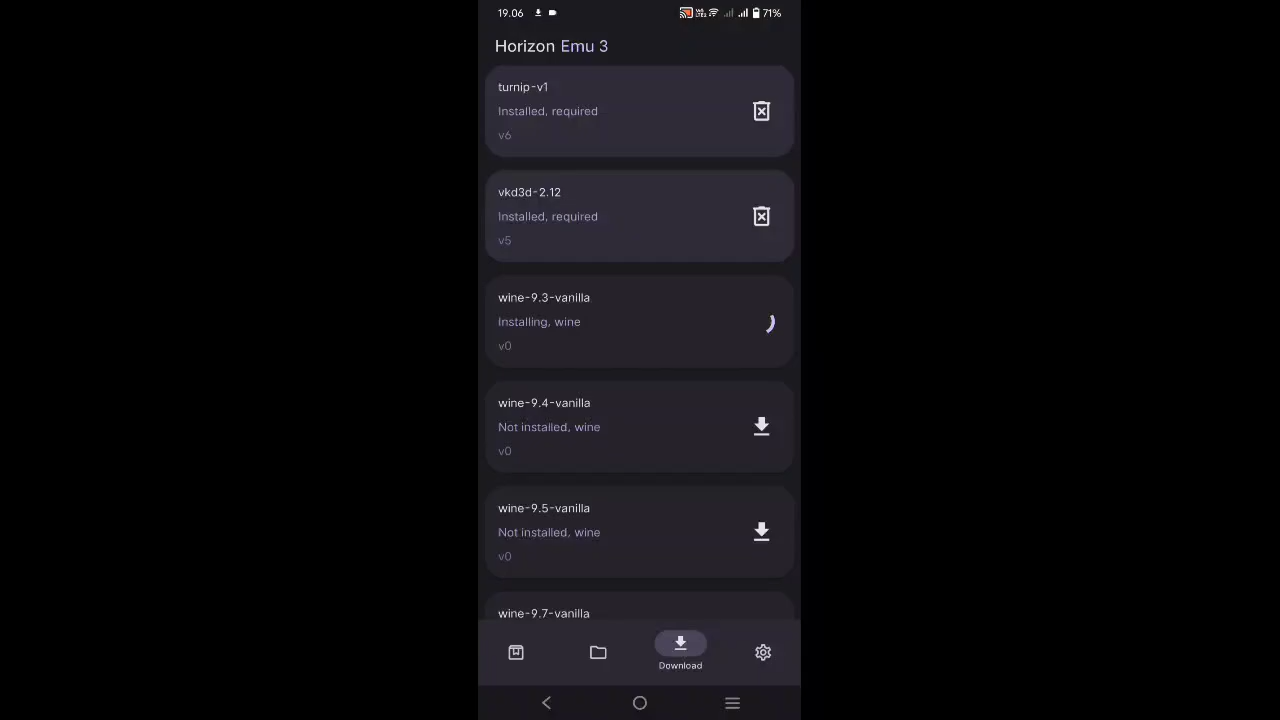 19.06
71%
Horizon Emu 3
turnip-v1
Installed, required
v6
vkd3d-2.12
Installed, required
v5
wine-9.3-vanilla
Installing, wine
v0
wine-9.4-vanilla
Not installed, wine
v0
wine-9.5-vanilla
Not installed, wine
v0
wine-9.7-vanilla
Download